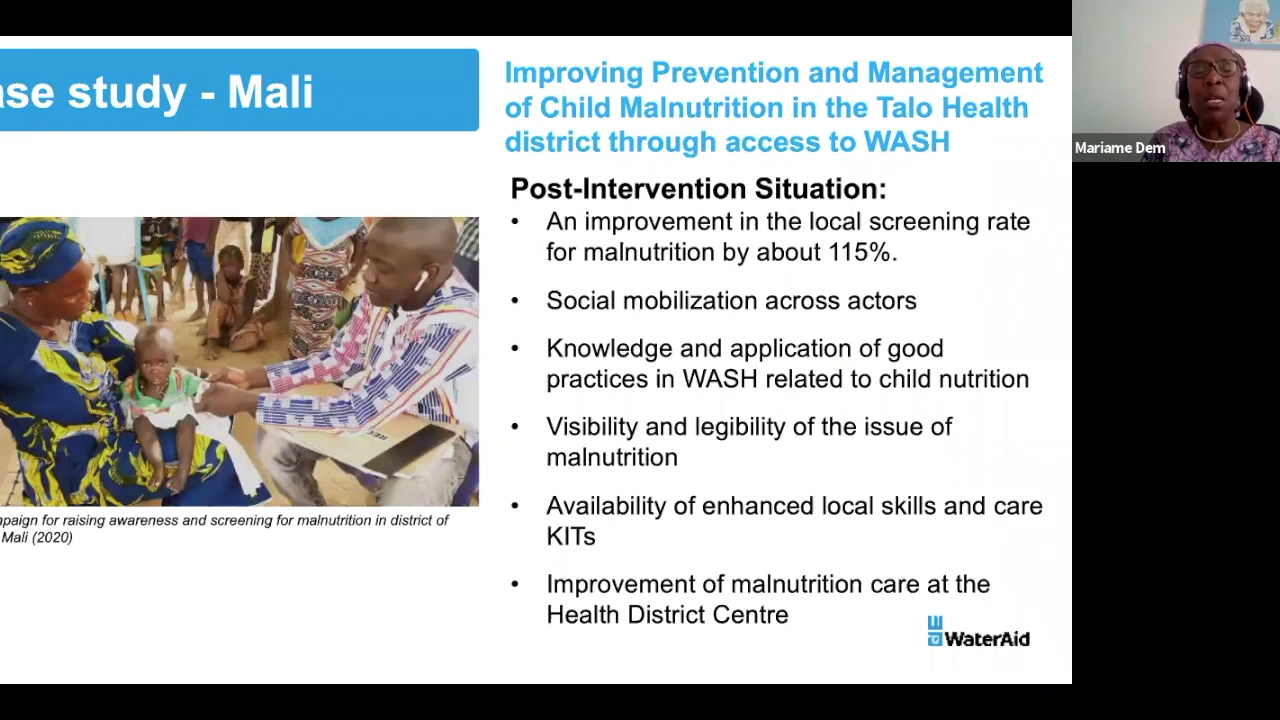 se study - Mali
Improving Prevention and Management
of Child Malnutrition in the Talo Health
district through access to WASH
Post-Intervention Situation:
• An improvement in the local screening rate
for malnutrition by about 115%.
• Social mobilization across actors
• Knowledge and application of good
practices in WASH related to child nutrition
• Visibility and legibility of the issue of
malnutrition
• Availability of enhanced local skills and care
KITs
• Improvement of malnutrition care at the
Health District Centre
for raising awareness and screening for malnutrition in district of
Mali (2020)
WaterAid
Mariame Dem